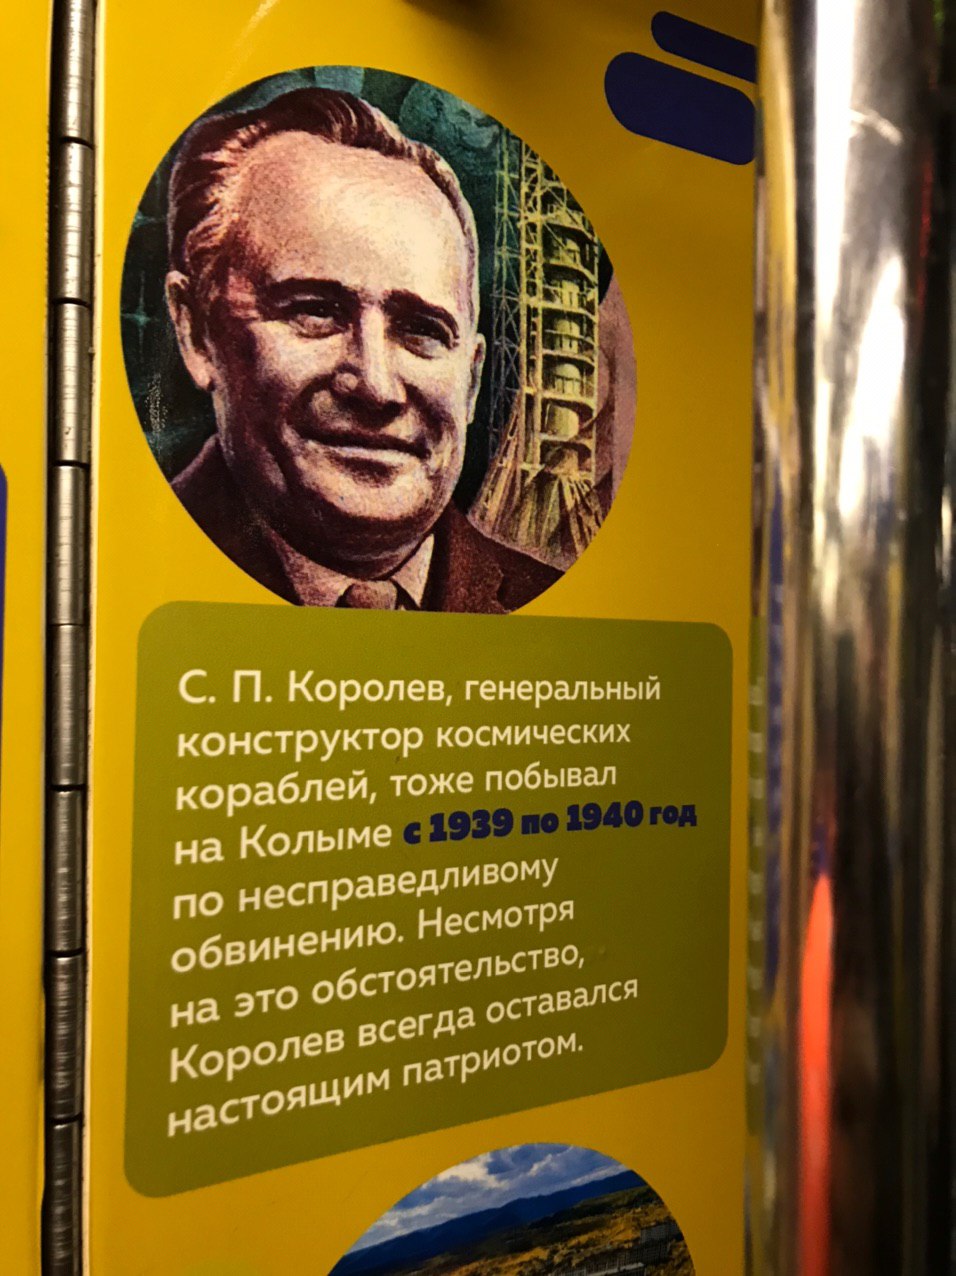 С. П. Королев, генеральный
конструктор космических
кораблей, тоже побывал
на Колыме с 1939 по 1940 год
по несправедливому
обвинению. Несмотря
на это обстоятельство,
Королев всегда оставался
настоящим патриотом.